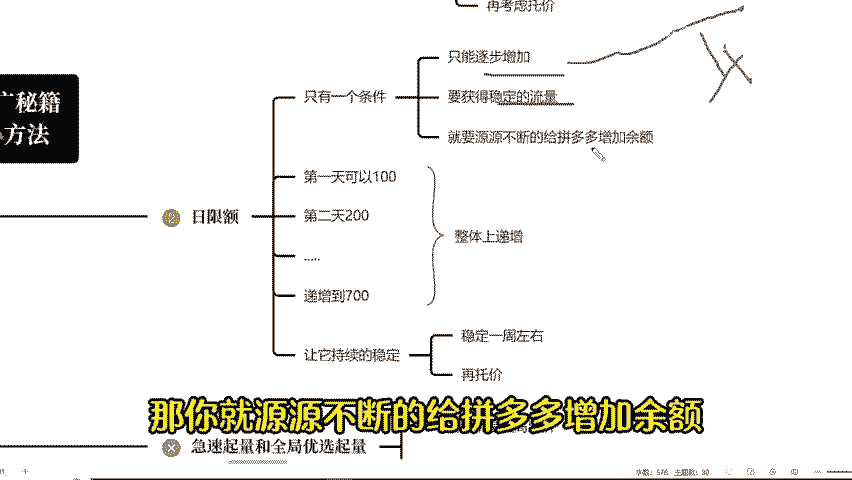 再考虑托价
只能逐步增加
广秘籍
方法
只有一个条件
要获得稳定的流量
就要源源不断的给拼多多增加余额
第一天可以100
② 日限额
第二天200
整体上递增
.....
递增到700
让它持续的稳定
稳定一周左右
再托价
那你就源源不断的给拼多多增加余额
急速起量和全局优选起量